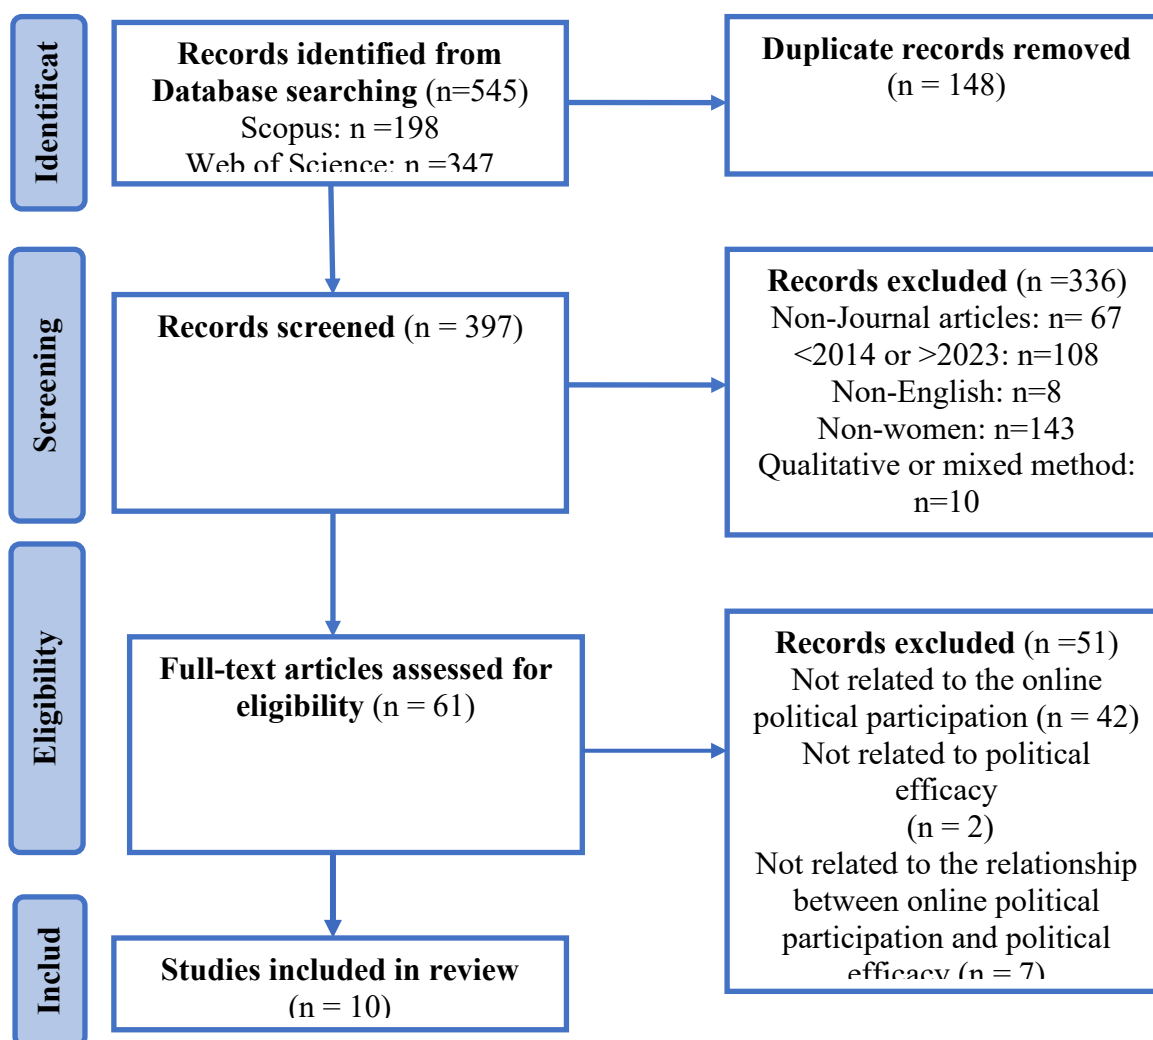 Identificat
Records identified from
Database searching (n=545)
Scopus: n =198
Web of Science: n =347
Duplicate records removed
(n = 148)
Screening
Records screened (n = 397)
Records excluded (n =336)
Non-Journal articles: n= 67
<2014 or >2023: n=108
Non-English: n=8
Non-women: n=143
Qualitative or mixed method:
n=10
Eligibility
Full-text articles assessed for
eligibility (n = 61)
Records excluded (n =51)
Not related to the online
political participation (n = 42)
Not related to political
efficacy
(n = 2)
Not related to the relationship
between online political
participation and political
efficacy (n = 7)
Includ
Studies included in review
(n = 10)